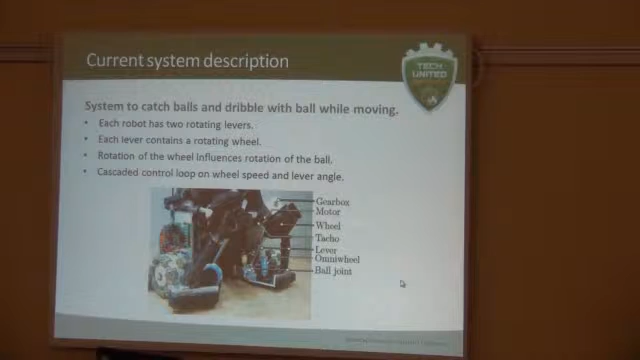 Current system description
TECH
UNITED
System to catch balls and dribble with ball while moving.
• Each robot has two rotating levers.
• Each lever contains a rotating wheel.
• Rotation of the wheel influences rotation of the ball.
• Cascaded control loop on wheel speed and lever angle.
Gearbox
Motor
Wheel
Tacho
Lever
Omniwheel
Ball joint